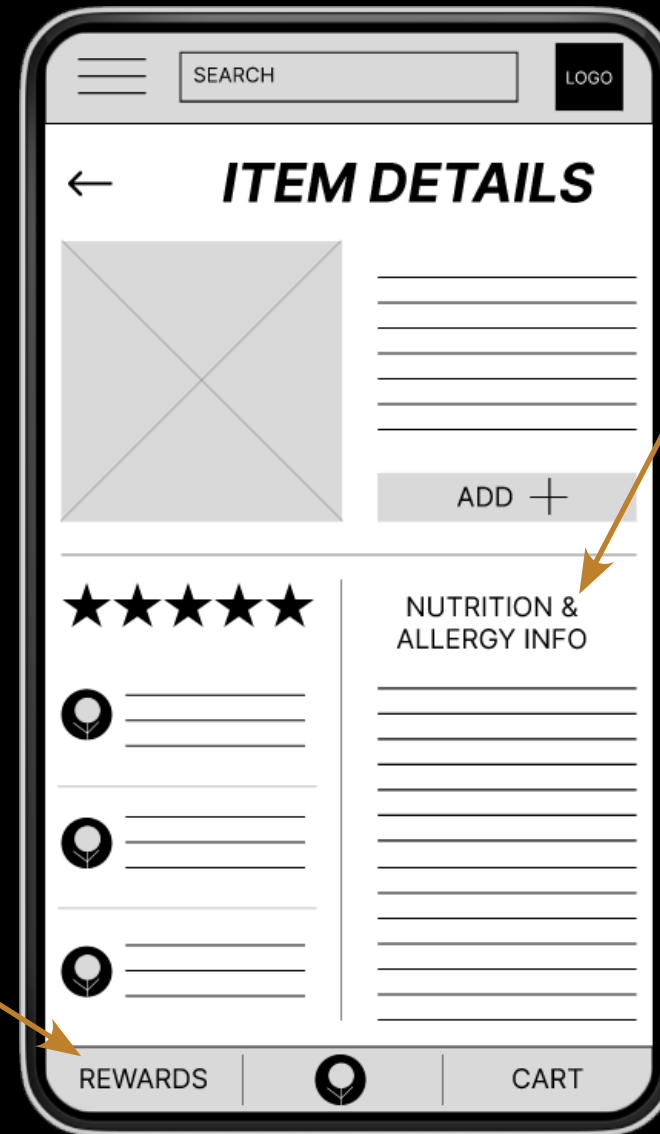 SEARCH
LOGO
ITEM DETAILS
ADD
NUTRITION &
ALLERGY INFO
REWARDS
CART